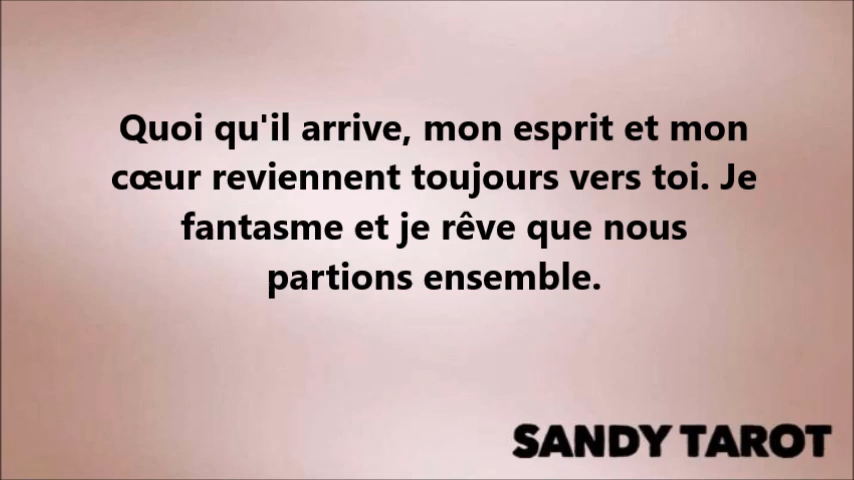 Quoi qu'il arrive, mon esprit et mon
cœur reviennent toujours vers toi. Je
fantasme et je rêve que nous
partions ensemble.
SANDY TAROT